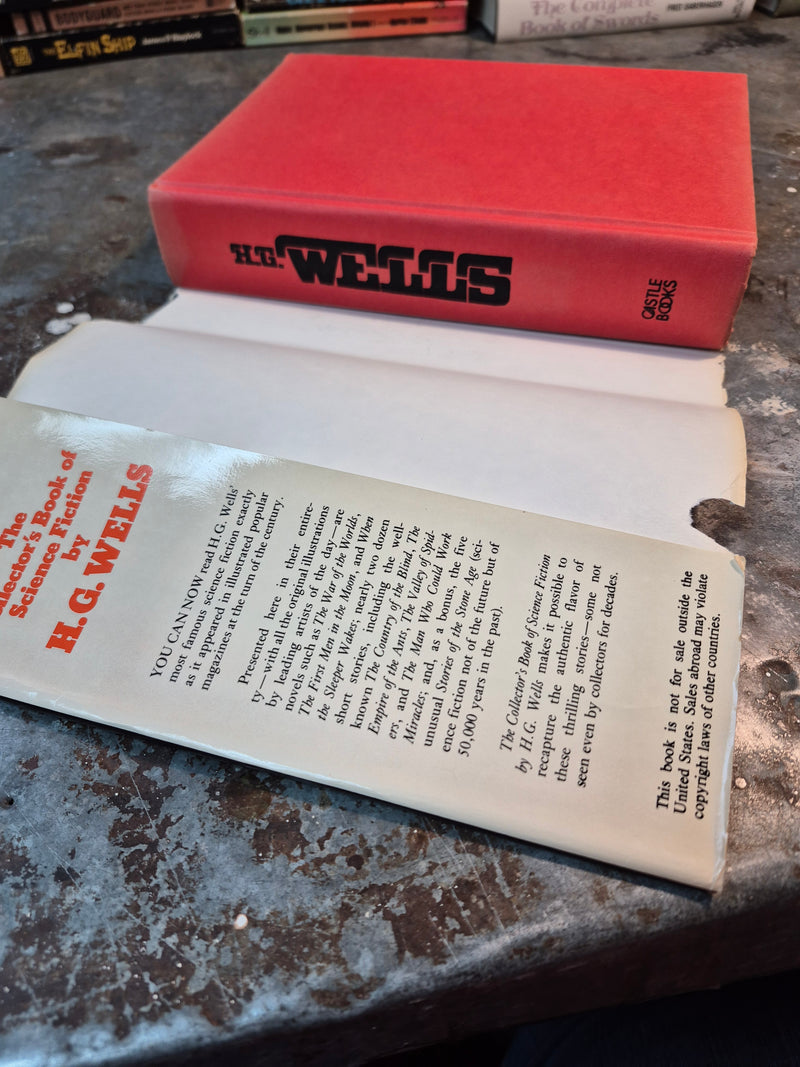 BODYGUARD
THE ELFIN SHIP
James P. Blaylock
The Complete
Book of Swords
FRED SABERHAGEN
H.G. WELLS
CASTLE
BOOKS
The
Collector's Book of
Science Fiction
by
H.G. WELLS
YOU CAN NOW read H.G. Wells'
most famous science fiction exactly
as it appeared in illustrated popular
magazines at the turn of the century.
Presented here in their entire-
ty—with all the original illustrations
by leading artists of the day—are
novels such as The War of the Worlds,
The First Men in the Moon, and When
the Sleeper Wakes; nearly two dozen
short stories, including the well-
known The Country of the Blind, The
Empire of the Ants, The Valley of Spid-
ers, and The Man Who Could Work
Miracles; and, as a bonus, the five
unusual Stories of the Stone Age (sci-
ence fiction not of the future but of
50,000 years in the past).
The Collector's Book of Science Fiction
by H.G. Wells makes it possible to
recapture the authentic flavor of
these thrilling stories—some not
seen even by collectors for decades.
This book is not for sale outside the
United States. Sales abroad may violate
copyright laws of other countries.